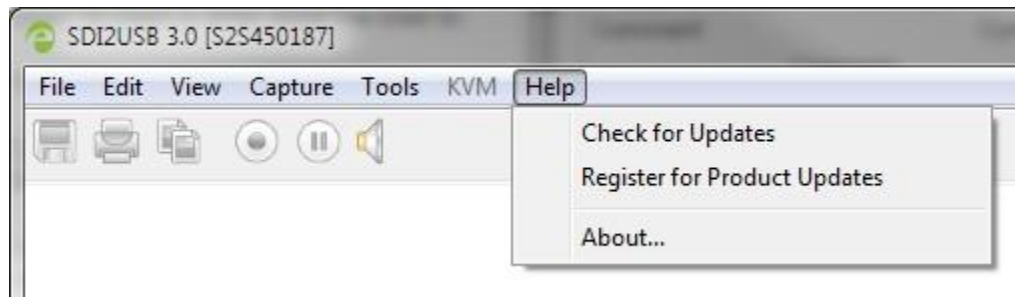 SDI2USB 3.0 [S2S450187]
File Edit View Capture Tools KVM Help
Check for Updates
Register for Product Updates
About...